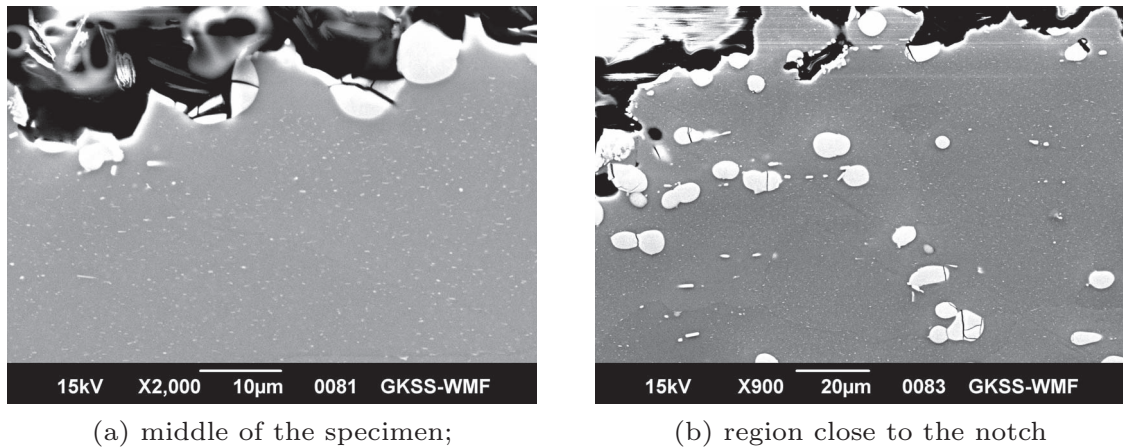 15kV X2,000 10µm 0081 GKSS-WMF
15kV X900 20µm 0083 GKSS-WMF
(a) middle of the specimen;
(b) region close to the notch